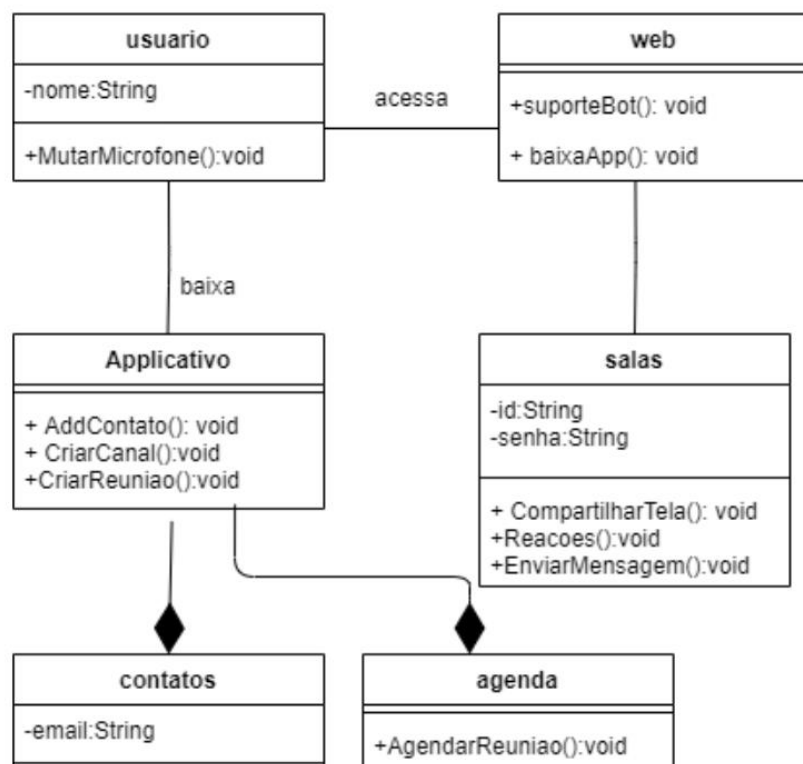 usuario
-nome:String
+MutarMicrofone():void
acessa
web
+suporteBot(): void
+ baixaApp(): void
baixa
Applicativo
+ AddContato(): void
+ CriarCanal():void
+CriarReuniao():void
salas
-id:String
-senha:String
+ CompartilharTela(): void
+Reacoes():void
+EnviarMensagem():void
contatos
-email:String
agenda
+AgendarReuniao():void